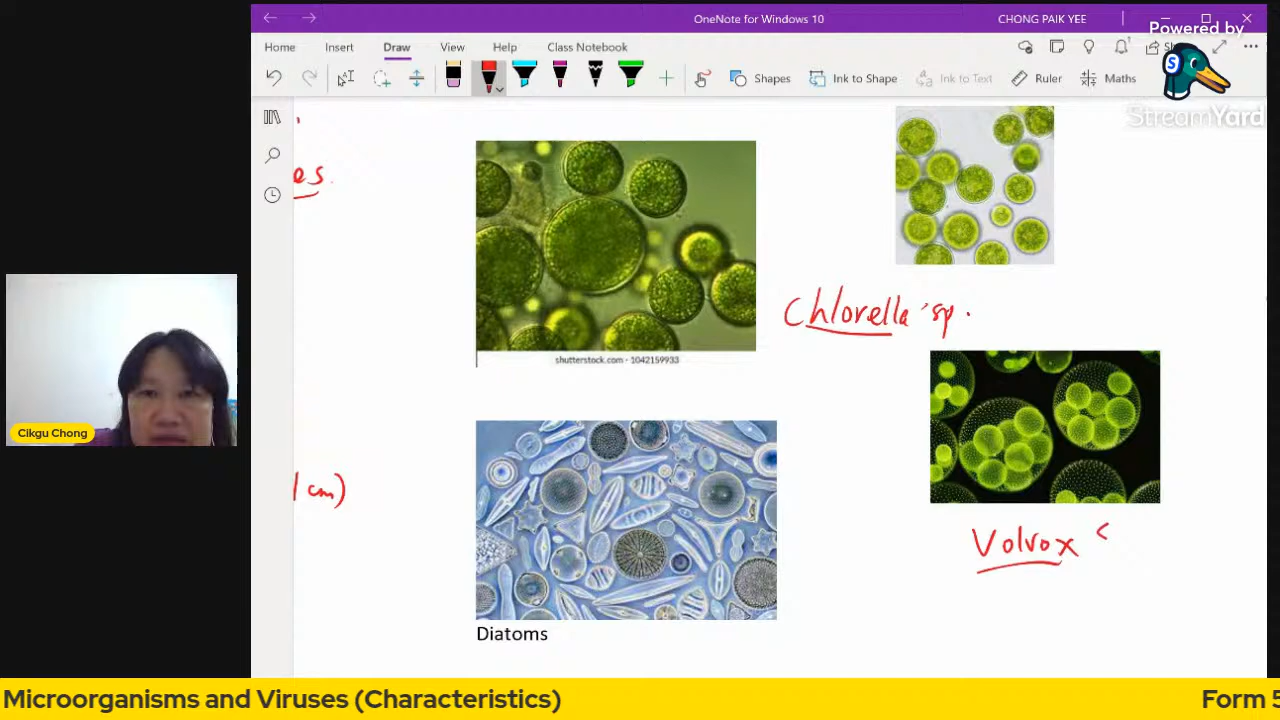 OneNote for Windows 10
CHONG PAIK YEE
Powered by
StreamYard
Home Insert Draw View Help Class Notebook
Shapes Ink to Shape Ink to Text Ruler Maths
es.
shutterstock.com · 1042159933
Chlorella sp.
Cikgu Chong
1 cm)
Volvox s
Diatoms
Microorganisms and Viruses (Characteristics)
Form 5